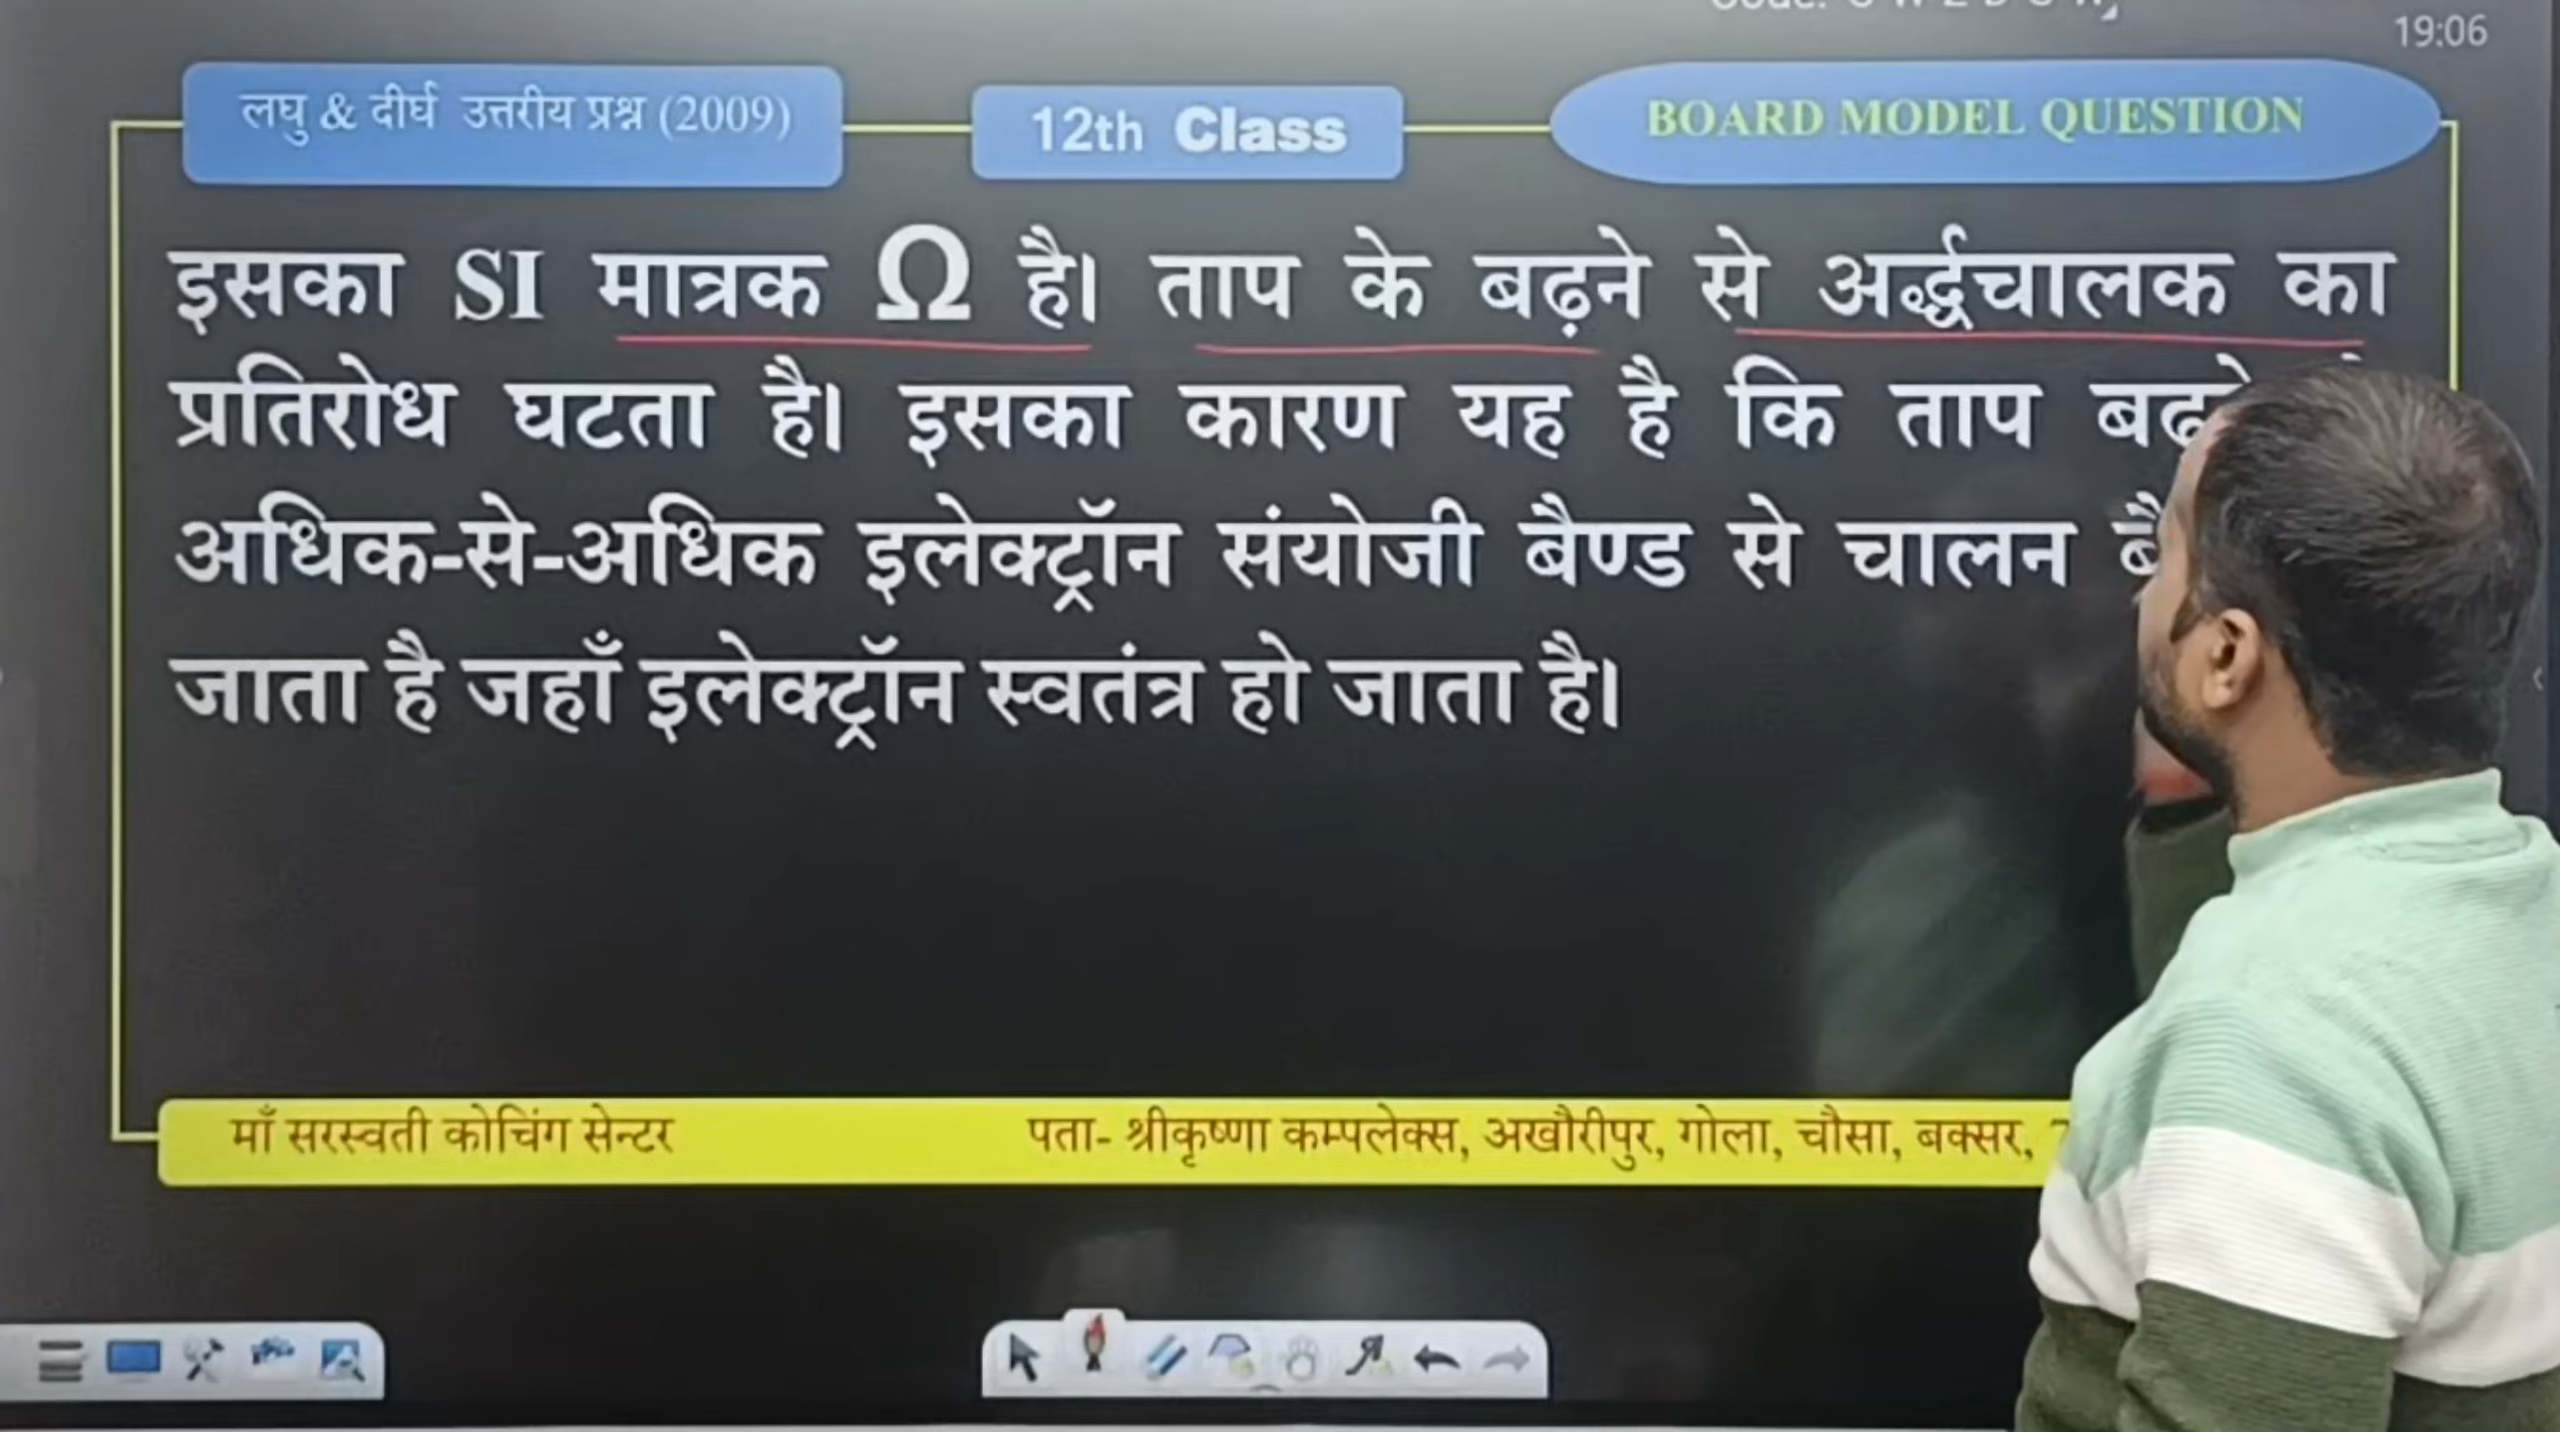 19:06
लघु & दीर्घ उत्तरीय प्रश्न (2009)
12th Class
BOARD MODEL QUESTION
इसका SI मात्रक Ω है। ताप के बढ़ने से अर्द्धचालक का
प्रतिरोध घटता है। इसका कारण यह है कि ताप
अधिक-से-अधिक इलेक्ट्रॉन संयोजी बैण्ड से चालन
जाता है जहाँ इलेक्ट्रॉन स्वतंत्र हो जाता है।
माँ सरस्वती कोचिंग सेन्टर
पता- श्रीकृष्णा कम्पलेक्स, अखौरीपुर, गोला, चौसा, बक्सर,